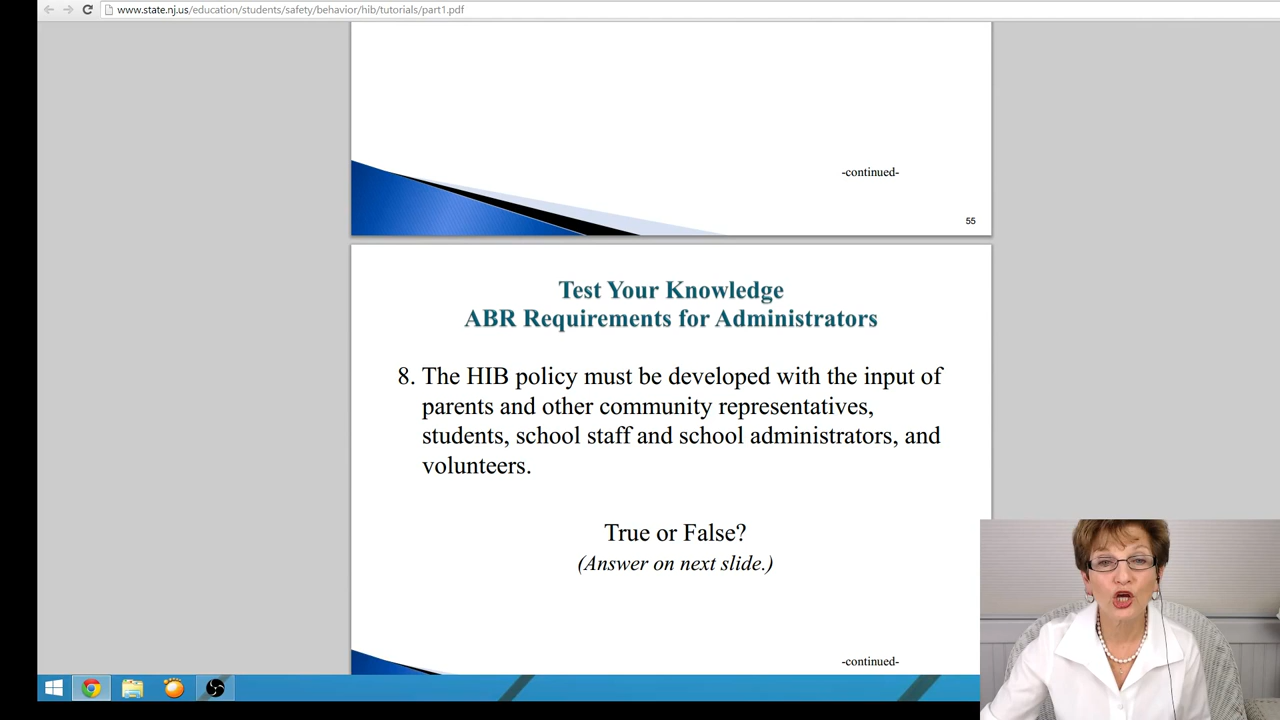 www.state.nj.us/education/students/safety/behavior/hib/tutorials/part1.pdf
-continued-
55
Test Your Knowledge
ABR Requirements for Administrators
8. The HIB policy must be developed with the input of
parents and other community representatives,
students, school staff and school administrators, and
volunteers.
True or False?
(Answer on next slide.)
-continued-